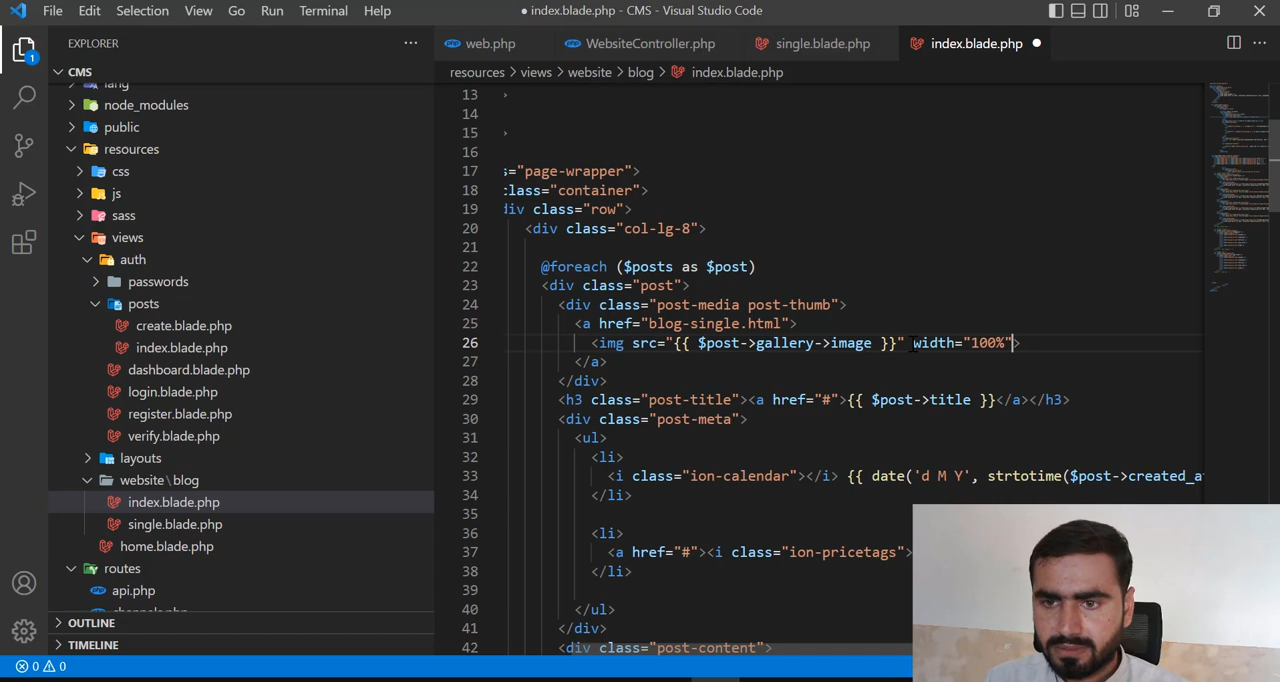 File Edit Selection View Go Run Terminal Help
● index.blade.php - CMS - Visual Studio Code
EXPLORER
web.php WebsiteController.php single.blade.php index.blade.php
resources > views > website > blog > index.blade.php
1
CMS
lang
node_modules
public
resources
css
js
sass
views
auth
passwords
posts
create.blade.php
index.blade.php
dashboard.blade.php
login.blade.php
register.blade.php
verify.blade.php
layouts
website\blog
index.blade.php
single.blade.php
home.blade.php
routes
api.php
channels.php
OUTLINE
TIMELINE
0 0
13 >
14
15 >
16
17 s="page-wrapper">
18 class="container">
19 div class="row">
20 <div class="col-lg-8">
21
22 @foreach ($posts as $post)
23 <div class="post">
24 <div class="post-media post-thumb">
25 <a href="blog-single.html">
26 <img src="{{ $post->gallery->image }}" width="100%">
27 </a>
28 </div>
29 <h3 class="post-title"><a href="#">{{ $post->title }}</a></h3>
30 <div class="post-meta">
31 <ul>
32 <li>
33 <i class="ion-calendar"></i> {{ date('d M Y', strtotime($post->created_a
34 </li>
35
36 <li>
37 <a href="#"><i class="ion-pricetags">
38 </li>
39
40 </ul>
41 </div>
42 <div class="post-content">